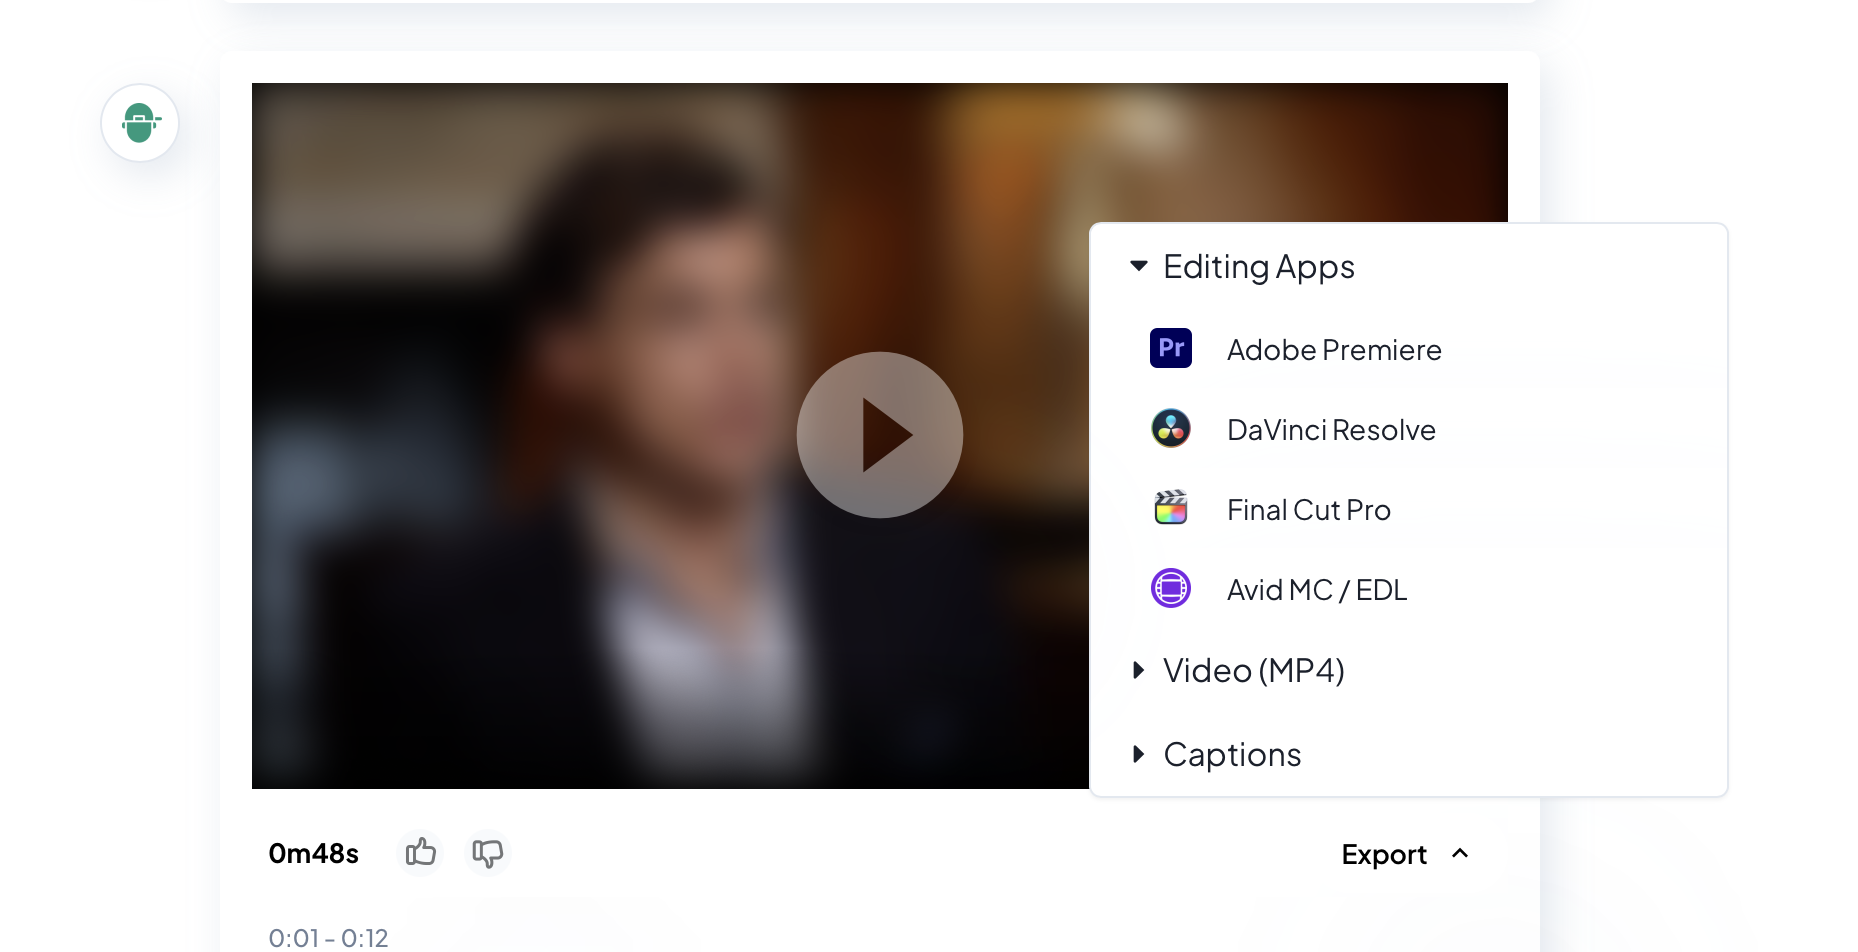 Editing Apps
Pr Adobe Premiere
DaVinci Resolve
Final Cut Pro
Avid MC / EDL
Video (MP4)
Captions
0m48s
Export
0:01 - 0:12